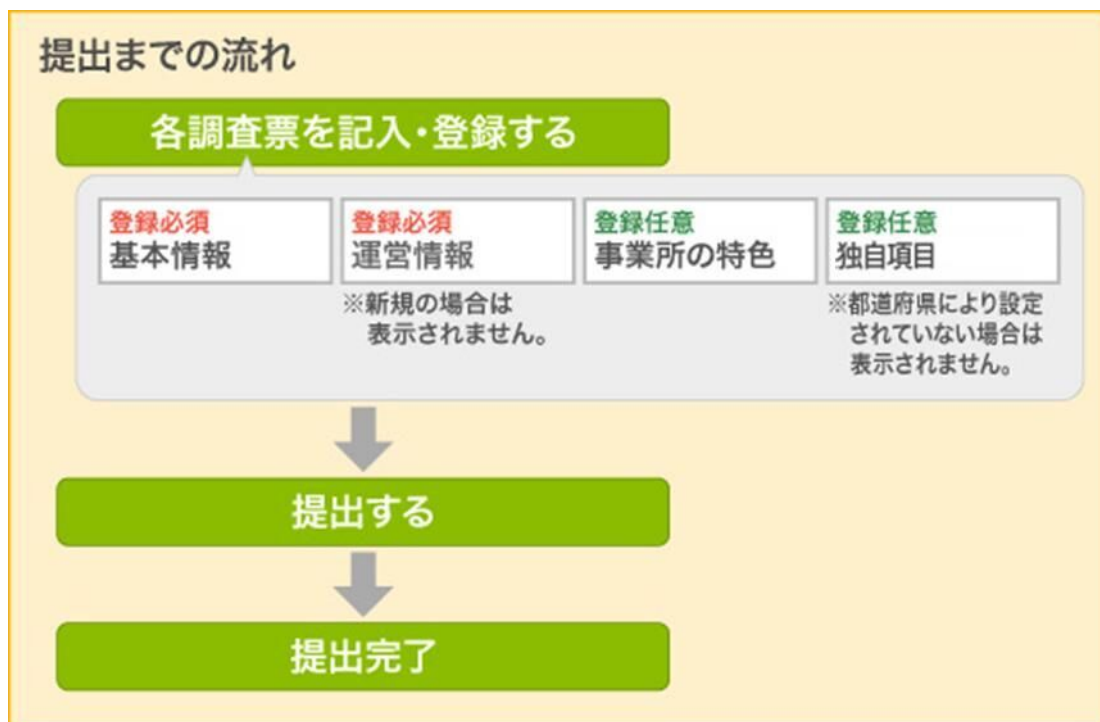 提出までの流れ
各調査票を記入・登録する
登録必須
基本情報
登録必須
運営情報
※新規の場合は
表示されません。
登録任意
事業所の特色
登録任意
独自項目
※都道府県により設定
されていない場合は
表示されません。
提出する
提出完了